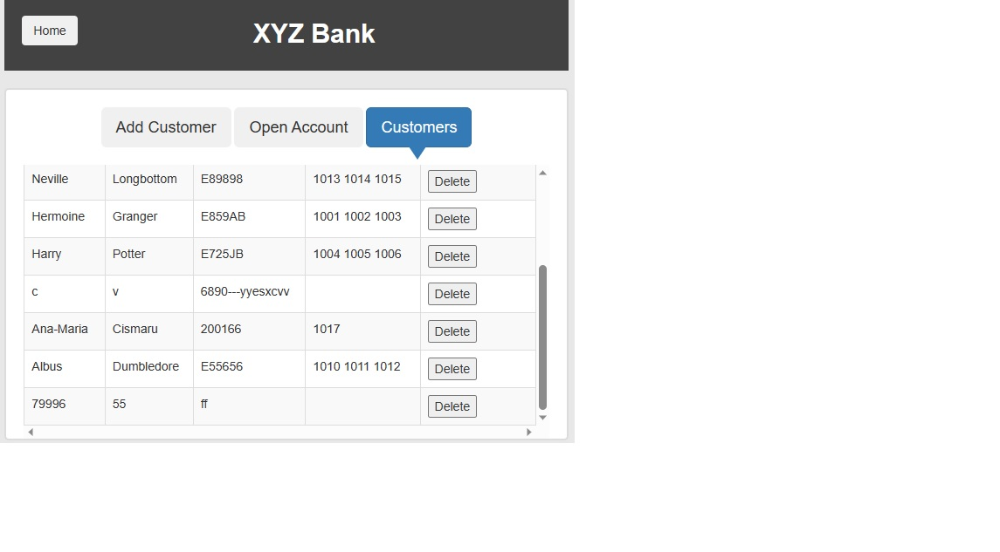 Home
XYZ Bank
Add Customer Open Account Customers
Neville Longbottom E89898 1013 1014 1015 Delete
Hermoine Granger E859AB 1001 1002 1003 Delete
Harry Potter E725JB 1004 1005 1006 Delete
c v 6890---yyesxcvv Delete
Ana-Maria Cismaru 200166 1017 Delete
Albus Dumbledore E55656 1010 1011 1012 Delete
79996 55 ff Delete